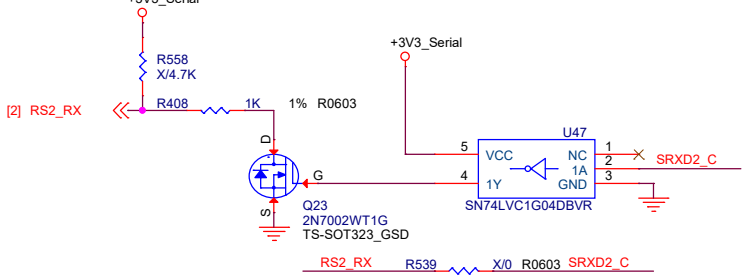 +3V3_Serial
R558
X/4.7K
+3V3_Serial
[2] RS2_RX
R408
1K
1% R0603
D
G
S
Q23
2N7002WT1G
TS-SOT323_GSD
U47
5
VCC
NC
1
1A
2
SRXD2_C
4
1Y
GND
3
SN74LVC1G04DBVR
RS2_RX
R539
X/0
R0603
SRXD2_C